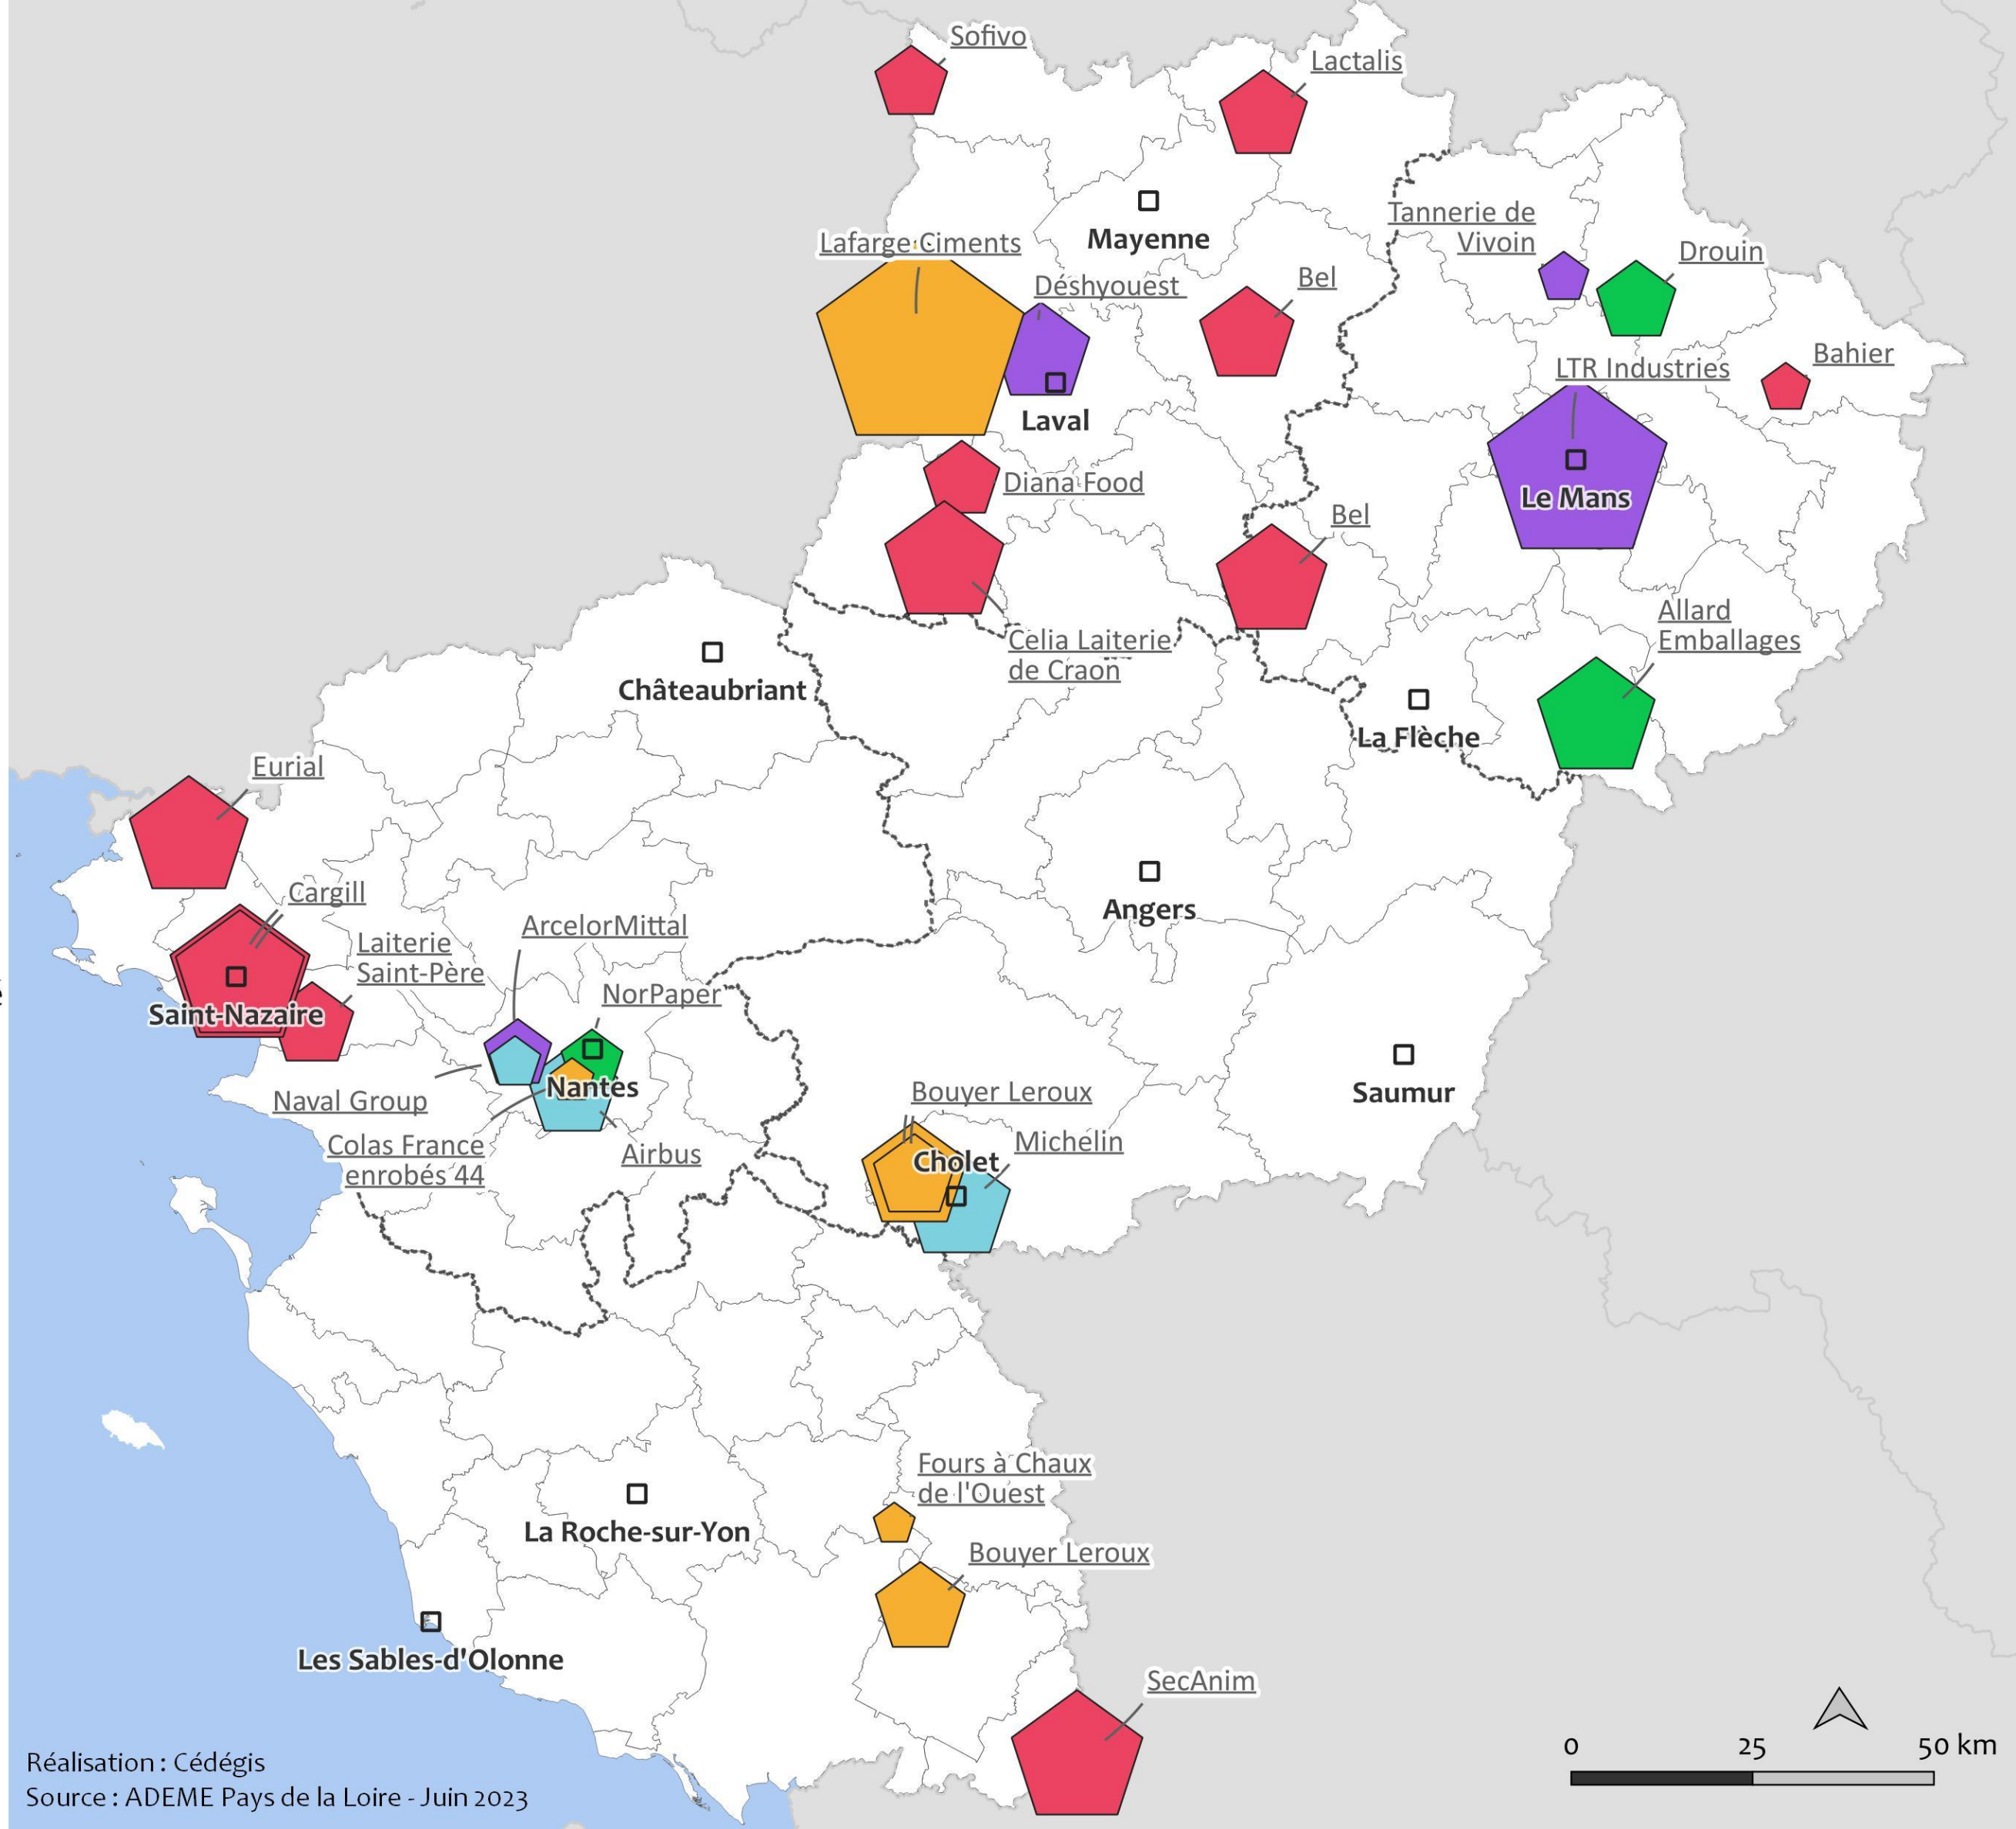 Sofivo
Lactalis
Mayenne
Tannerie de
Vivoin
Drouin
Lafarge Ciments
Déshyouest
Bel
Bahier
LTR Industries
Laval
Diana Food
Le Mans
Bel
Allard
Emballages
Celia Laiterie
de Craon
Châteaubriant
La Flèche
Eurial
Cargill
Angers
ArcelorMittal
Laiterie
Saint-Père
NorPaper
Saint-Nazaire
Nantes
Naval Group
Saumur
Bouyer Leroux
Colas France
enrobés 44
Airbus
Michelin
Cholet
Fours à Chaux
de l'Ouest
La Roche-sur-Yon
Bouyer Leroux
Les Sables-d'Olonne
SecAnim
0 25 50 km
Réalisation : Cédégis
Source : ADEME Pays de la Loire - Juin 2023